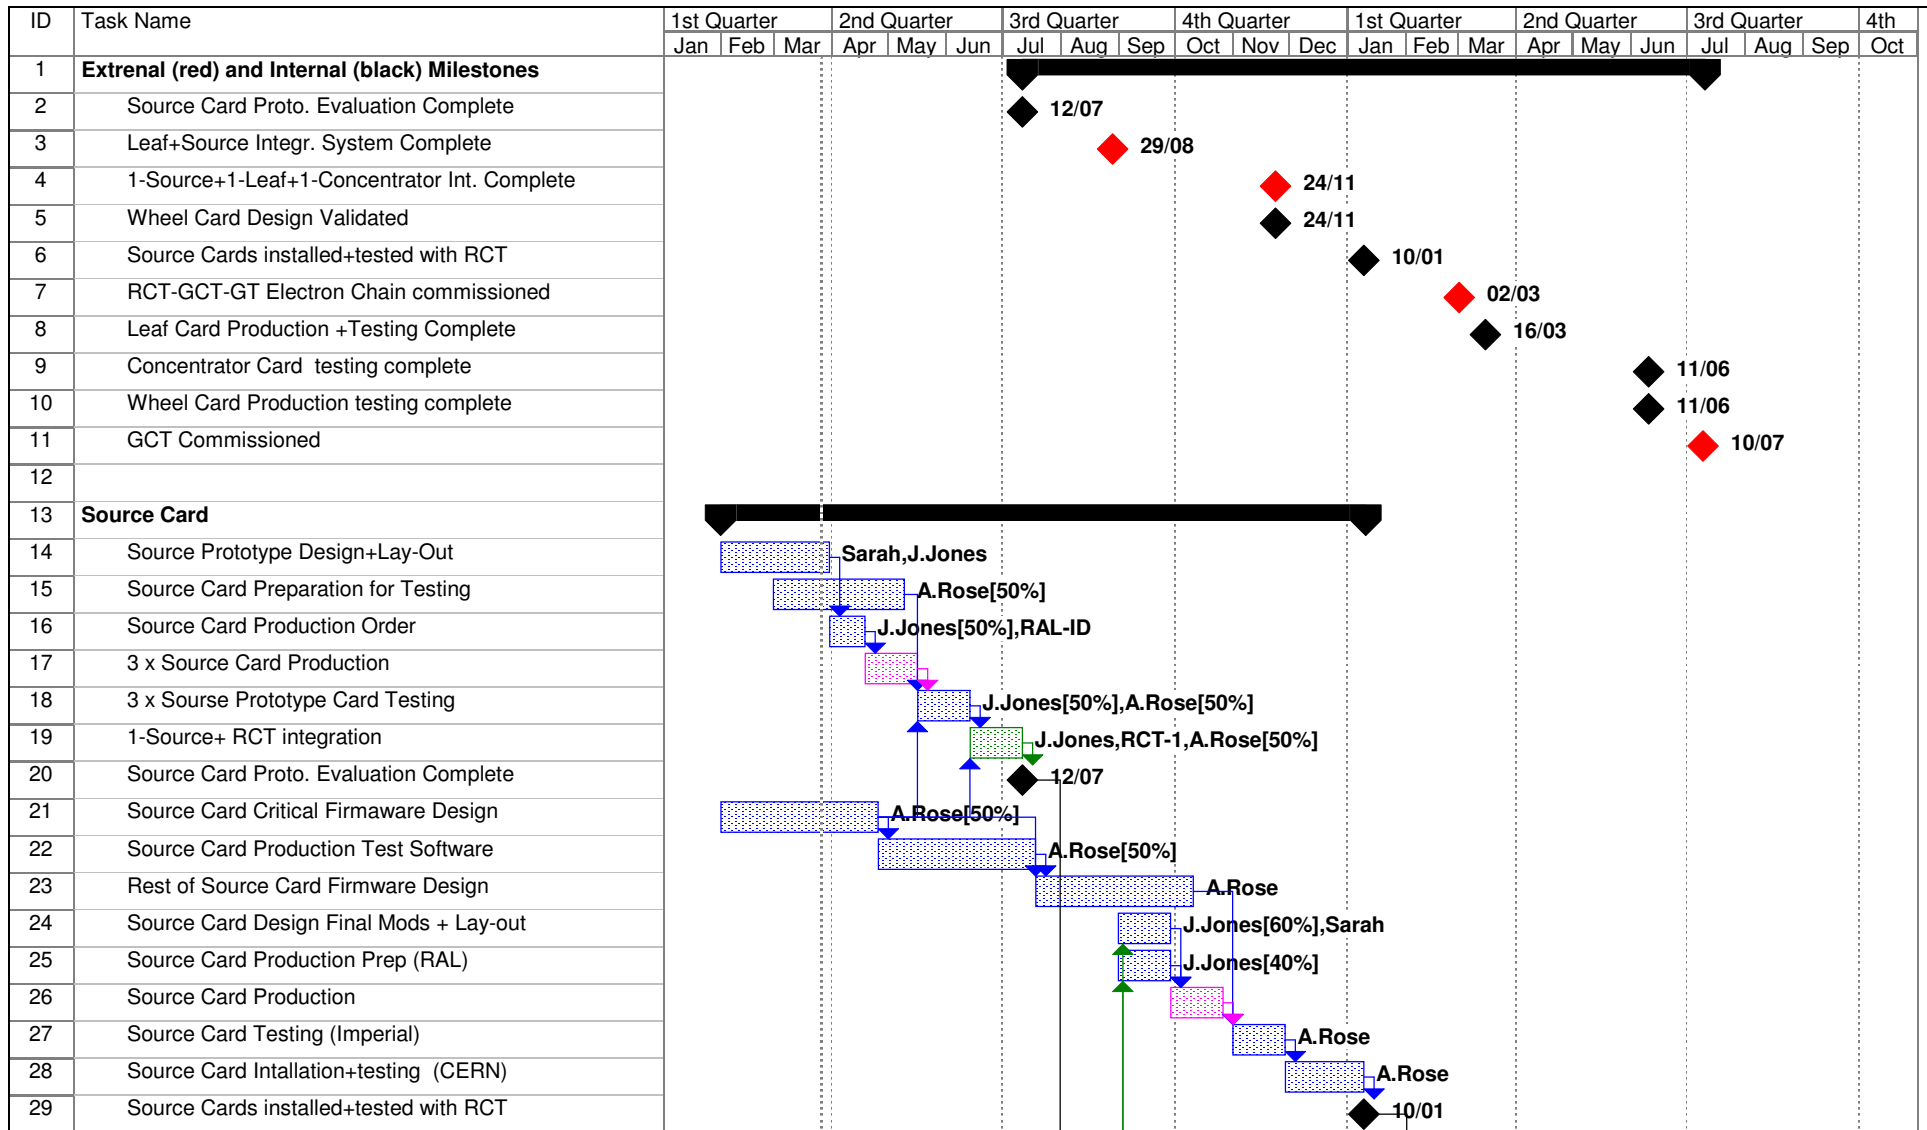 ID Task Name 1st Quarter 2nd Quarter 3rd Quarter 4th Quarter 1st Quarter 2nd Quarter 3rd Quarter 4th
Jan Feb Mar Apr May Jun Jul Aug Sep Oct Nov Dec Jan Feb Mar Apr May Jun Jul Aug Sep Oct
1 Extrenal (red) and Internal (black) Milestones
2 Source Card Proto. Evaluation Complete 12/07
3 Leaf+Source Integr. System Complete 29/08
4 1-Source+1-Leaf+1-Concentrator Int. Complete 24/11
5 Wheel Card Design Validated 24/11
6 Source Cards installed+tested with RCT 10/01
7 RCT-GCT-GT Electron Chain commissioned 02/03
8 Leaf Card Production +Testing Complete 16/03
9 Concentrator Card testing complete 11/06
10 Wheel Card Production testing complete 11/06
11 GCT Commissioned 10/07
12
13 Source Card
14 Source Prototype Design+Lay-Out Sarah,J.Jones
15 Source Card Preparation for Testing A.Rose[50%]
16 Source Card Production Order J.Jones[50%],RAL-ID
17 3 x Source Card Production
18 3 x Sourse Prototype Card Testing J.Jones[50%],A.Rose[50%]
19 1-Source+ RCT integration J.Jones,RCT-1,A.Rose[50%]
20 Source Card Proto. Evaluation Complete 12/07
21 Source Card Critical Firmaware Design A.Rose[50%]
22 Source Card Production Test Software A.Rose[50%]
23 Rest of Source Card Firmware Design A.Rose
24 Source Card Design Final Mods + Lay-out J.Jones[60%],Sarah
25 Source Card Production Prep (RAL) J.Jones[40%]
26 Source Card Production
27 Source Card Testing (Imperial) A.Rose
28 Source Card Intallation+testing (CERN) A.Rose
29 Source Cards installed+tested with RCT 10/01